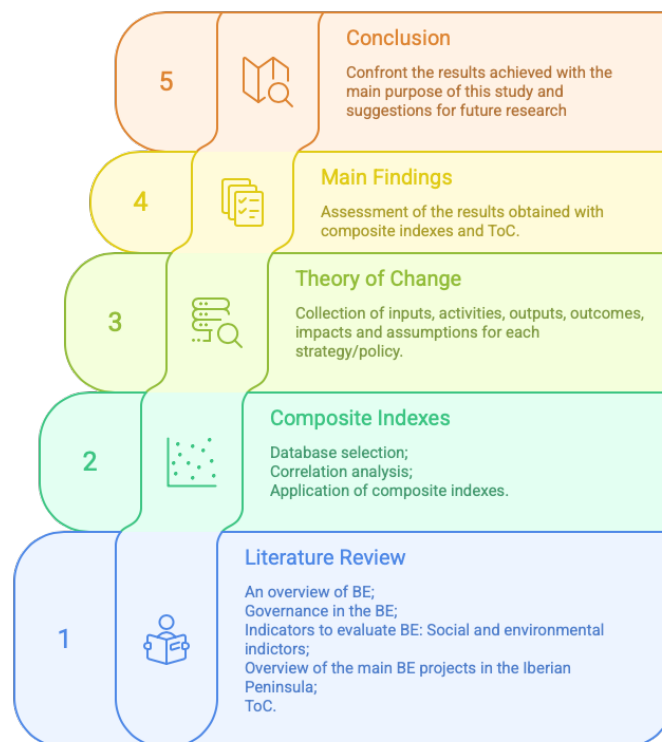 5
Conclusion
Confront the results achieved with the
main purpose of this study and
suggestions for future research
4
Main Findings
Assessment of the results obtained with
composite indexes and ToC.
3
Theory of Change
Collection of inputs, activities, outputs, outcomes,
impacts and assumptions for each
strategy/policy.
2
Composite Indexes
Database selection;
Correlation analysis;
Application of composite indexes.
1
Literature Review
An overview of BE;
Governance in the BE;
Indicators to evaluate BE: Social and environmental
indictors;
Overview of the main BE projects in the Iberian
Peninsula;
ToC.